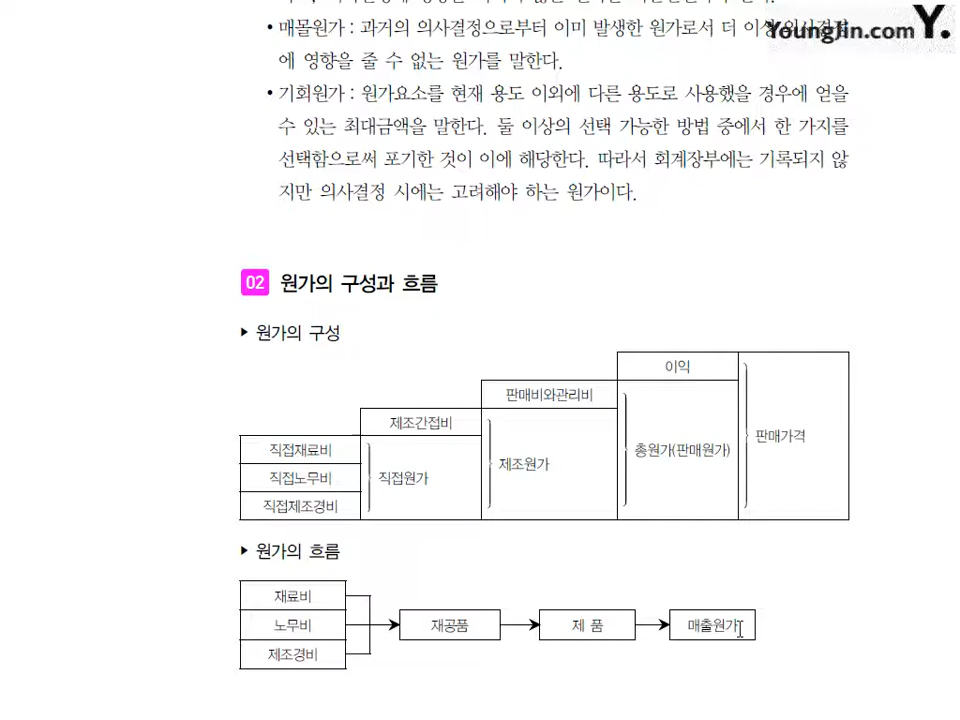 • 매몰원가 : 과거의 의사결정으로부터 이미 발생한 원가로서 더 이상
에 영향을 줄 수 없는 원가를 말한다.
Younglin.com Y.
• 기회원가 : 원가요소를 현재 용도 이외에 다른 용도로 사용했을 경우에 얻을
수 있는 최대금액을 말한다. 둘 이상의 선택 가능한 방법 중에서 한 가지를
선택함으로써 포기한 것이 이에 해당한다. 따라서 회계장부에는 기록되지 않
지만 의사결정 시에는 고려해야 하는 원가이다.
02 원가의 구성과 흐름
▶ 원가의 구성
이익
판매비와관리비
제조간접비
판매가격
직접재료비
총원가(판매원가)
제조원가
직접노무비
직접원가
직접제조경비
▶ 원가의 흐름
재료비
노무비
재공품
제 품
매출원가
제조경비